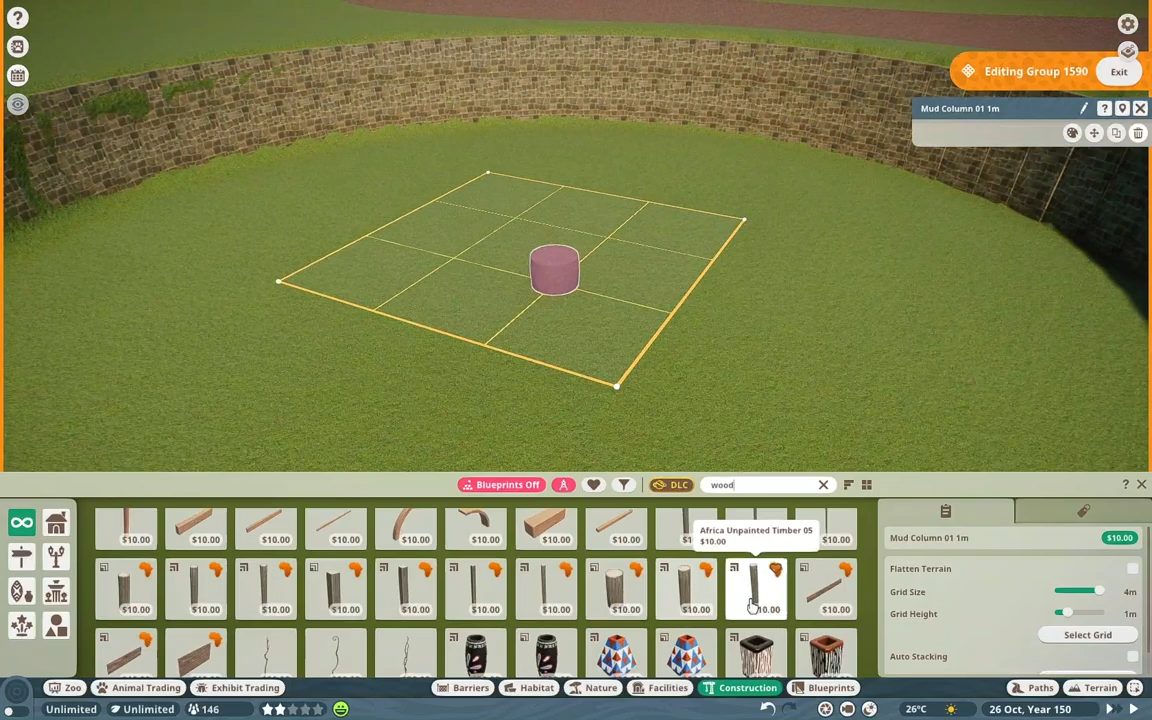 ?
Editing Group 1590
Exit
Mud Column 01 1m
?
Blueprints Off
DLC
wood
?
Africa Unpainted Timber 05
$10.00
$10.00 $10.00 $10.00 $10.00 $10.00 $10.00 $10.00 $10.00 $10.00 $10.00 $10.00
$10.00 $10.00 $10.00 $10.00 $10.00 $10.00 $10.00 $10.00 $10.00 $10.00 $10.00
Mud Column 01 1m $10.00
Flatten Terrain
Grid Size 4m
Grid Height 1m
Select Grid
Auto Stacking
Zoo Animal Trading Exhibit Trading Barriers Habitat Nature Facilities Construction Blueprints Paths Terrain
Unlimited Unlimited 146 26°C 26 Oct, Year 150